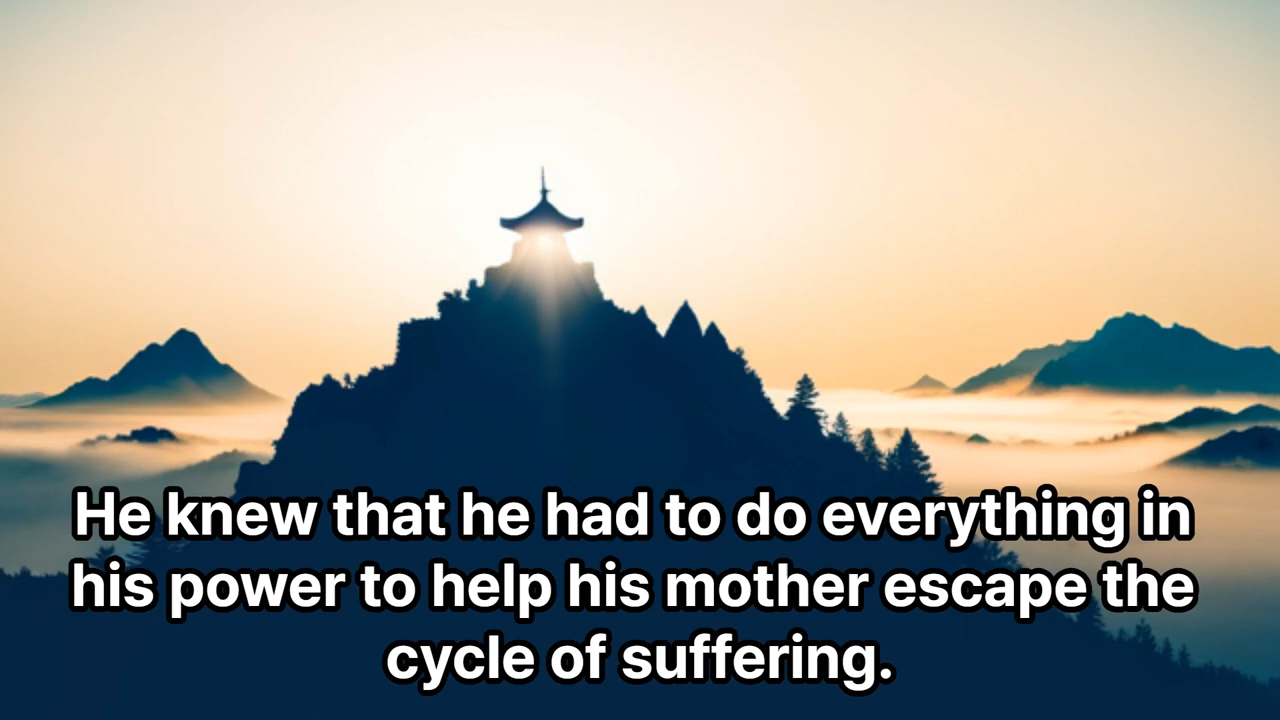 He knew that he had to do everything in
his power to help his mother escape the
cycle of suffering.